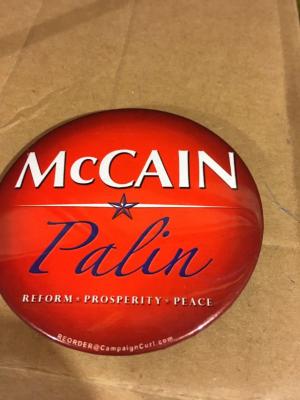 McCAIN
Palin
REFORM ★ PROSPERITY ★ PEACE
REORDER@CampaignCurl.com